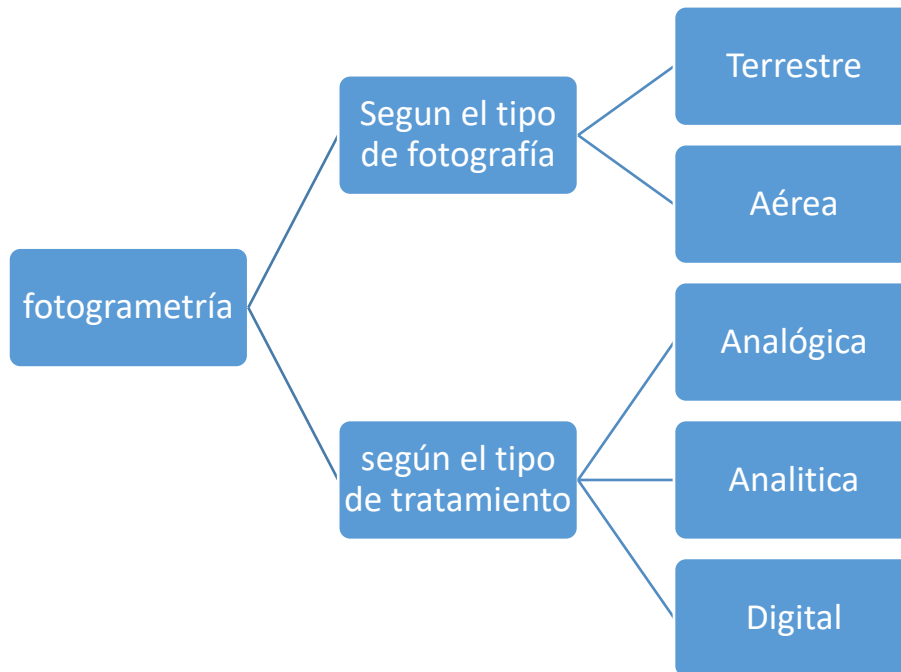 fotogrametría
Segun el tipo
de fotografía
Terrestre
Aérea
según el tipo
de tratamiento
Analógica
Analitica
Digital